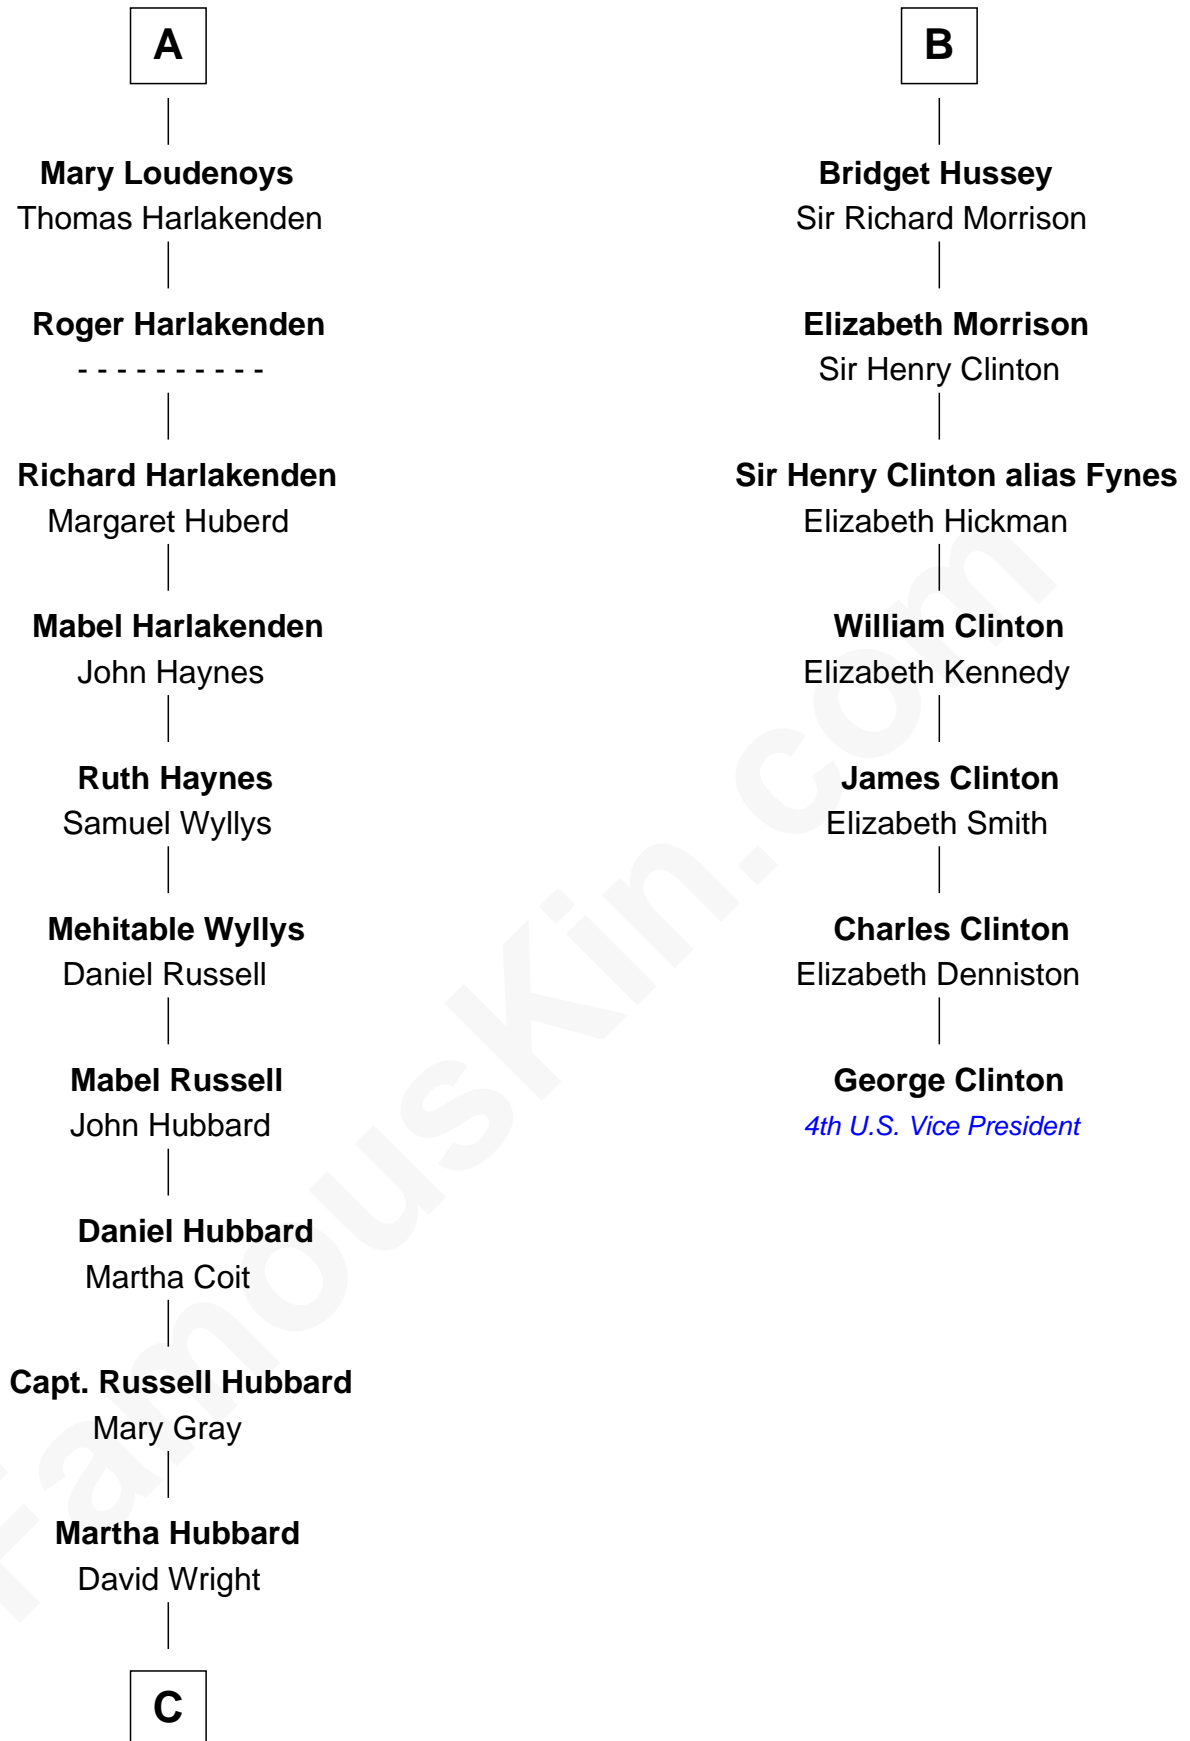 A
Mary Loudenoys
Thomas Harlakenden
Roger Harlakenden
- - - - - - - - - -
Richard Harlakenden
Margaret Huberd
Mabel Harlakenden
John Haynes
Ruth Haynes
Samuel Wyllys
Mehitable Wyllys
Daniel Russell
Mabel Russell
John Hubbard
Daniel Hubbard
Martha Coit
Capt. Russell Hubbard
Mary Gray
Martha Hubbard
David Wright
C
B
Bridget Hussey
Sir Richard Morrison
Elizabeth Morrison
Sir Henry Clinton
Sir Henry Clinton alias Fynes
Elizabeth Hickman
William Clinton
Elizabeth Kennedy
James Clinton
Elizabeth Smith
Charles Clinton
Elizabeth Denniston
George Clinton
4th U.S. Vice President
FamousKin.com